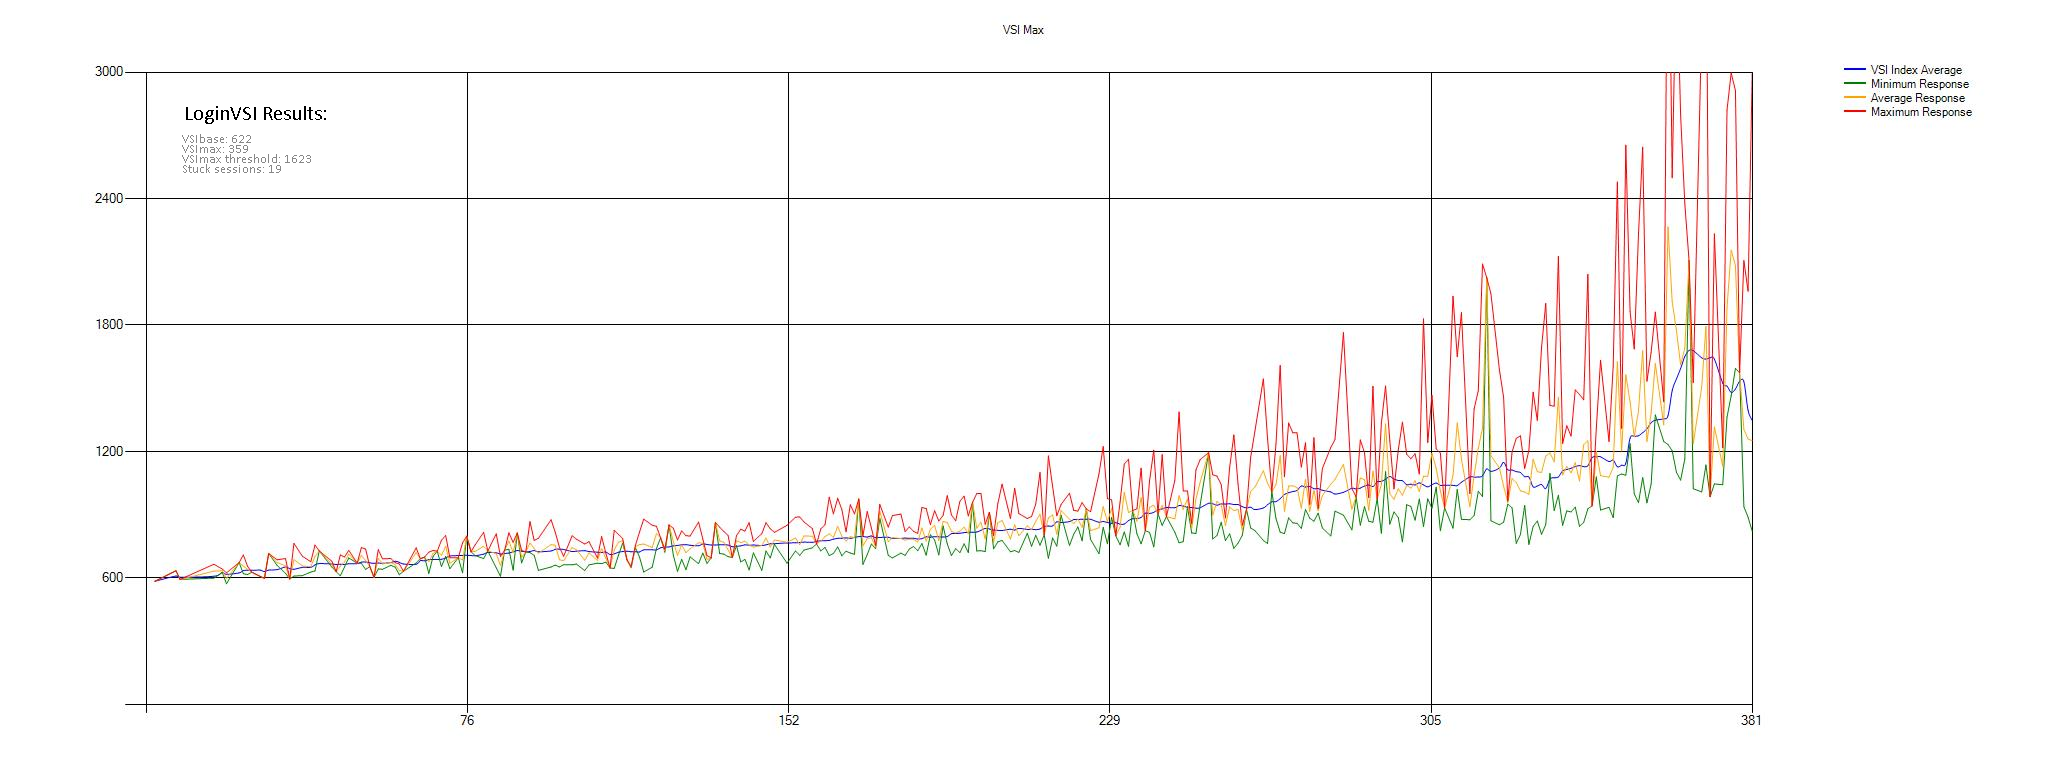 VSI Max
3000
2400
1800
1200
600
LoginVSI Results:
VSIbase: 622
VSImax: 359
VSImax threshold: 1623
Stuck sessions: 19
76
152
229
305
381
VSI Index Average
Minimum Response
Average Response
Maximum Response